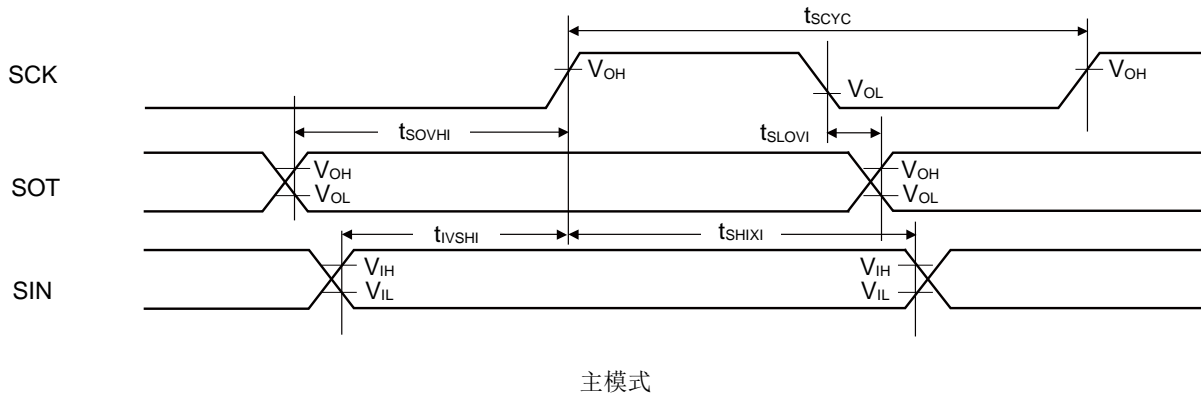 tSCYC
SCK
VOH
VOL
VOH
tSOVHI
tSLOVI
SOT
VOH
VOL
VOH
VOL
tIVSHI
tSHIXI
SIN
VIH
VIL
VIH
VIL
主模式